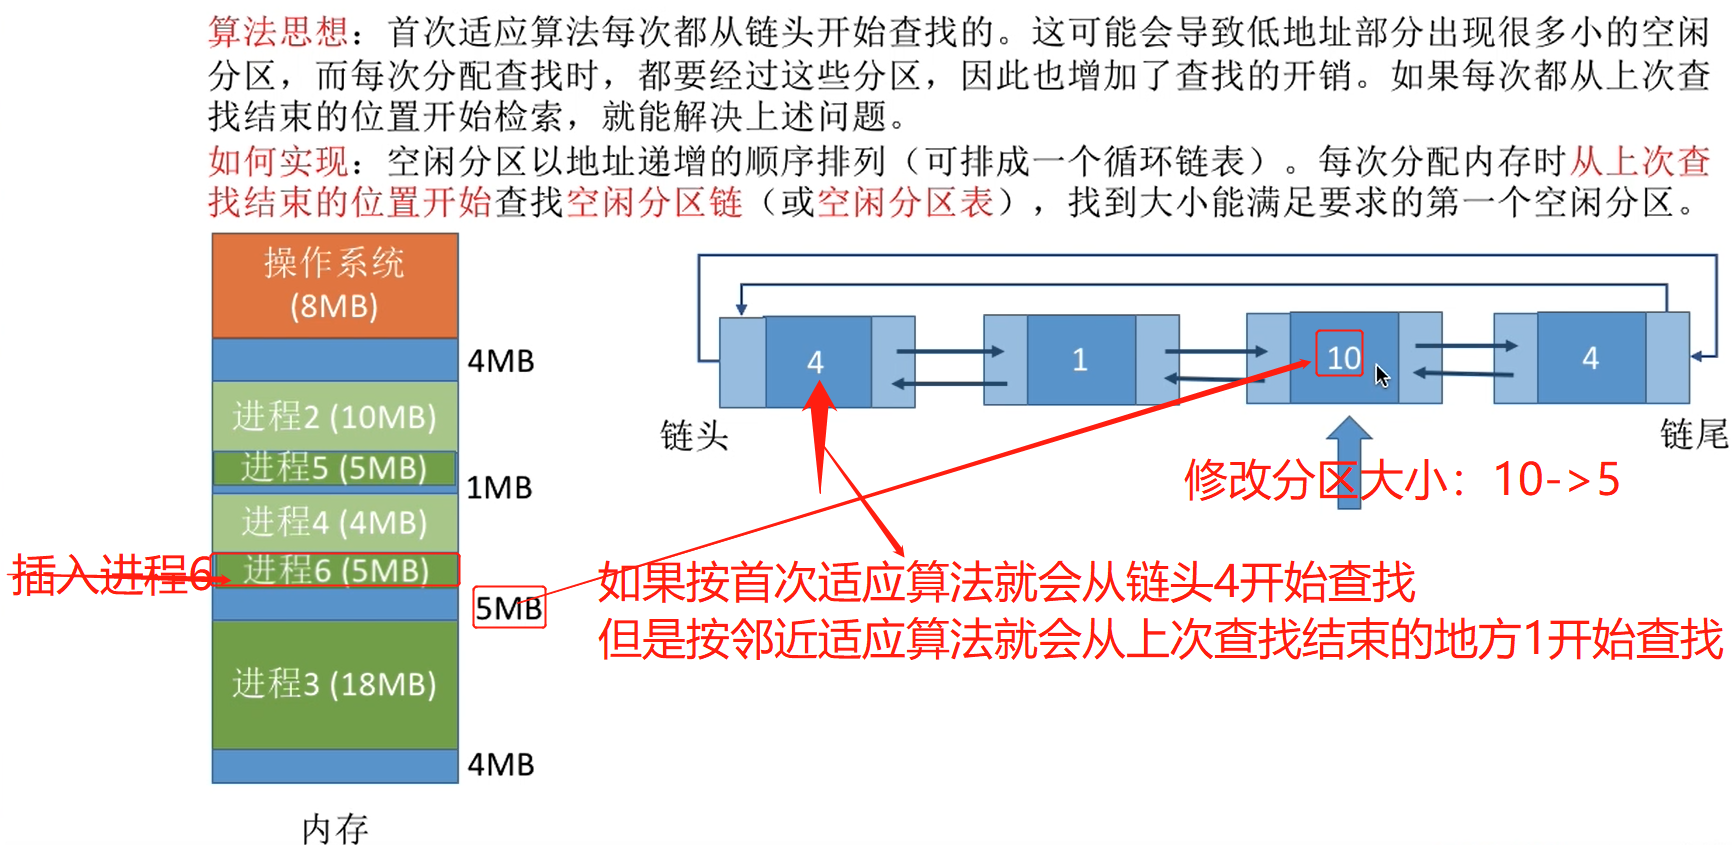 算法思想：首次适应算法每次都从链头开始查找的。这可能会导致低地址部分出现很多小的空闲
分区，而每次分配查找时，都要经过这些分区，因此也增加了查找的开销。如果每次都从上次查
找结束的位置开始检索，就能解决上述问题。
如何实现：空闲分区以地址递增的顺序排列（可排成一个循环链表）。每次分配内存时从上次查
找结束的位置开始查找空闲分区链（或空闲分区表），找到大小能满足要求的第一个空闲分区。
操作系统
(8MB)
4MB
进程2 (10MB)
进程5 (5MB)
1MB
进程4 (4MB)
插入进程6
进程6 (5MB)
5MB
进程3 (18MB)
4MB
内存
4
1
10
4
链头
链尾
修改分区大小：10->5
如果按首次适应算法就会从链头4开始查找
但是按邻近适应算法就会从上次查找结束的地方1开始查找